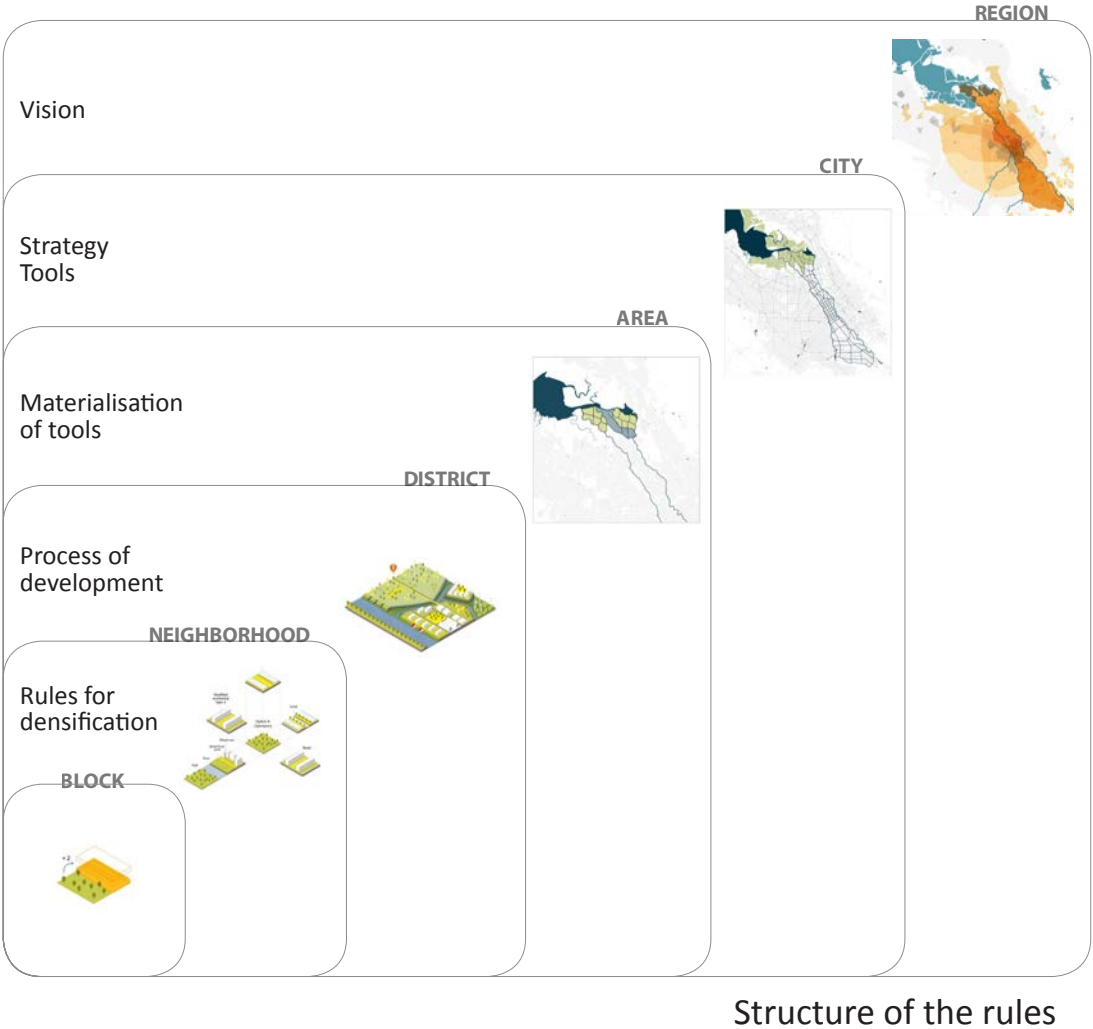 REGION
Vision
CITY
Strategy
Tools
AREA
Materialisation
of tools
DISTRICT
Process of
development
NEIGHBORHOOD
Rules for
densification
BLOCK
+2
Structure of the rules